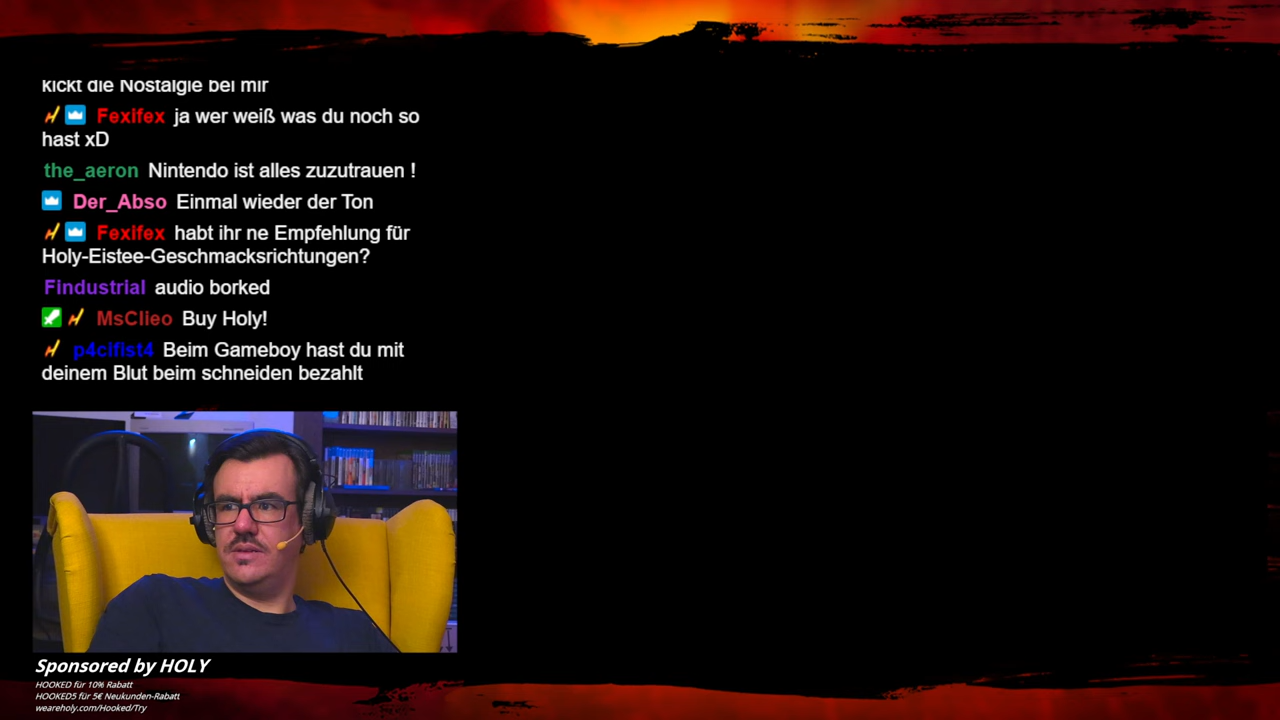 kickt die Nostalgie bei mir
Fexifex ja wer weiß was du noch so
hast xD
the_aeron Nintendo ist alles zuzutrauen !
Der_Abso Einmal wieder der Ton
Fexifex habt ihr ne Empfehlung für
Holy-Eistee-Geschmacksrichtungen?
Findustrial audio borked
MsClieo Buy Holy!
p4cifist4 Beim Gameboy hast du mit
deinem Blut beim schneiden bezahlt
Sponsored by HOLY
HOOKED für 10% Rabatt
HOOKED5 für 5€ Neukunden-Rabatt
weareholy.com/Hooked/Try